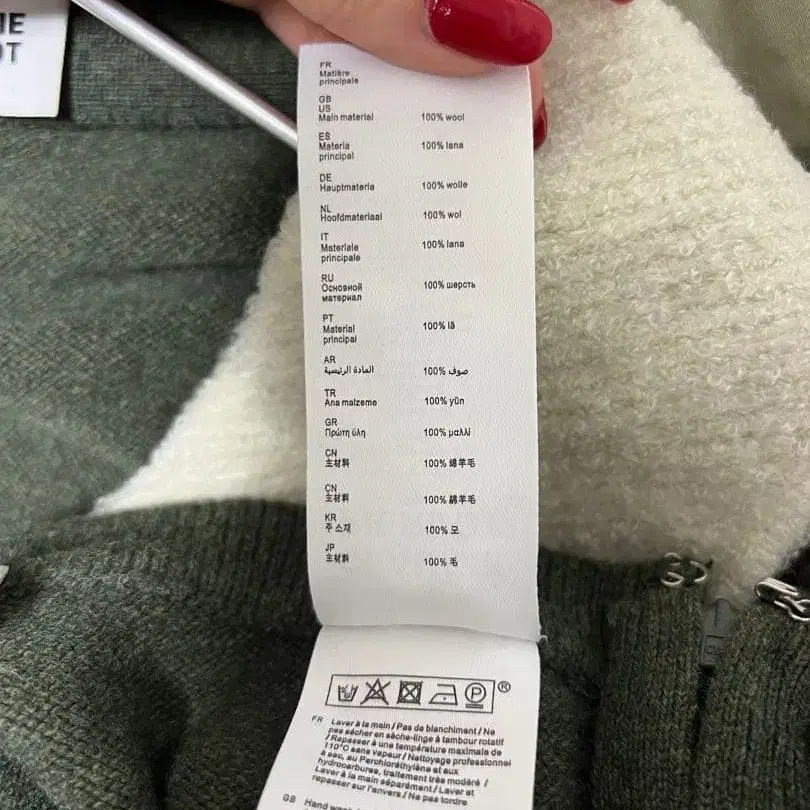 IE
OT
FR
Matière
principale
GB
US
Main material 100% wool
ES
Materia
principal 100% lana
DE
Hauptmateria 100% wolle
NL
Hoofdmateriaal 100% wol
IT
Materiale
principale 100% lana
RU
Основной
материал 100% шерсть
PT
Material
principal 100% lã
AR
المادة الرئيسية 100% صوف
TR
Ana malzeme 100% yün
GR
Πρώτη ύλη 100% μαλλί
CN
主材料 100% 绵羊毛
CN
主材料 100% 綿羊毛
KR
주 소재 100% 모
JP
主材料 100% 毛
P
®
FR Laver à la main / Pas de blanchiment / Ne
pas sécher en sèche-linge à tambour rotatif
/ Repasser à une température maximale de
110°C sans vapeur / Nettoyage professionnel
à sec, au Perchloréthylène et aux
hydrocarbures, traitement très modéré /
Laver à la main séparément / Laver et
repasser sur l'envers / Ne pas tordre
GB Hand wash